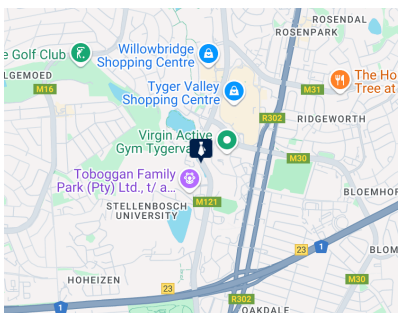 ROSENDAL
ROSENPARK
e Golf Club
Willowbridge
Shopping Centre
LGEMOED
M16
Tyger Valley
Shopping Centre
The Ho
Tree at
M31
R302
RIDGEWORTH
Virgin Active
Gym Tygerva
M30
Toboggan Family
Park (Pty) Ltd., t/ a...
BLOEMHOF
M121
STELLENBOSCH
UNIVERSITY
23
1
BLOM
HOHEIZEN
M30
23
1
R302
OAKDALE